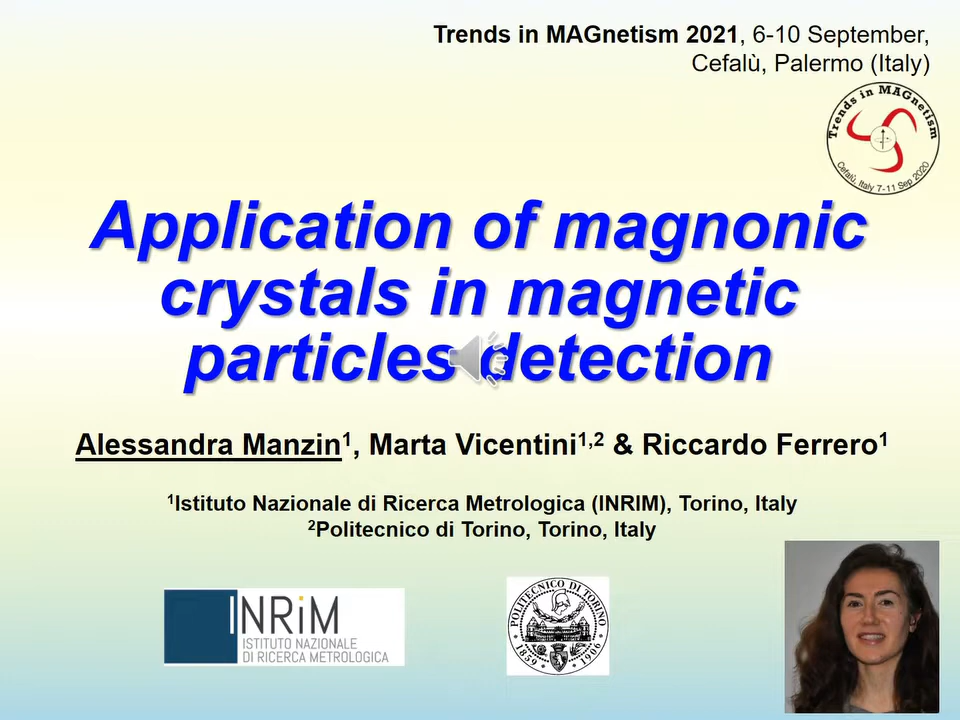 Trends in MAGnetism 2021, 6-10 September,
Cefalù, Palermo (Italy)
Trends in MAGnetism
Cefalù, Italy 7-11 Sep 2020
Application of magnonic
crystals in magnetic
particles detection
Alessandra Manzin¹, Marta Vicentini¹,² & Riccardo Ferrero¹
¹Istituto Nazionale di Ricerca Metrologica (INRIM), Torino, Italy
²Politecnico di Torino, Torino, Italy
INRiM
ISTITUTO NAZIONALE
DI RICERCA METROLOGICA
POLITECNICO DI TORINO
1859 1906